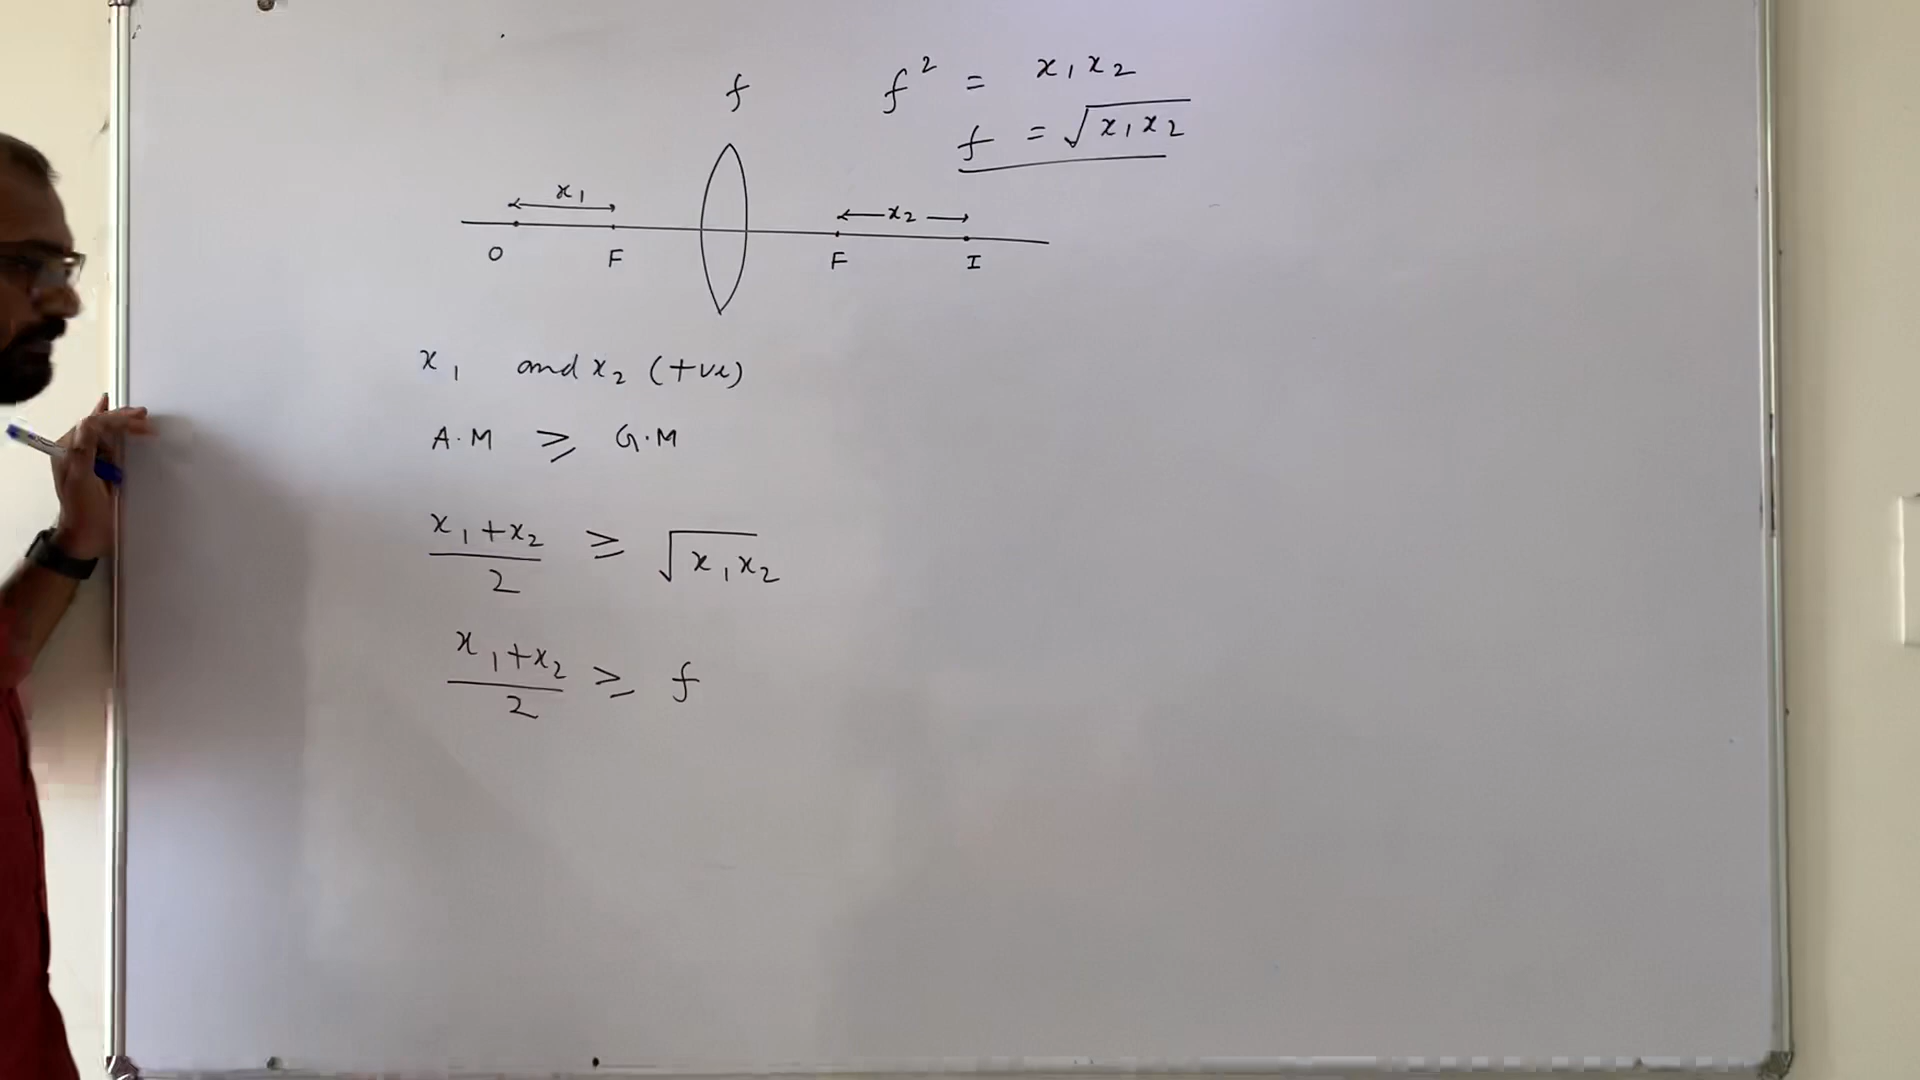 f
f² = x₁x₂
f = √x₁x₂
x₁
x₂
O F F I
x₁ and x₂ (+ve)
A.M ≥ G.M
x₁+x₂/2 ≥ √x₁x₂
x₁+x₂/2 ≥ f